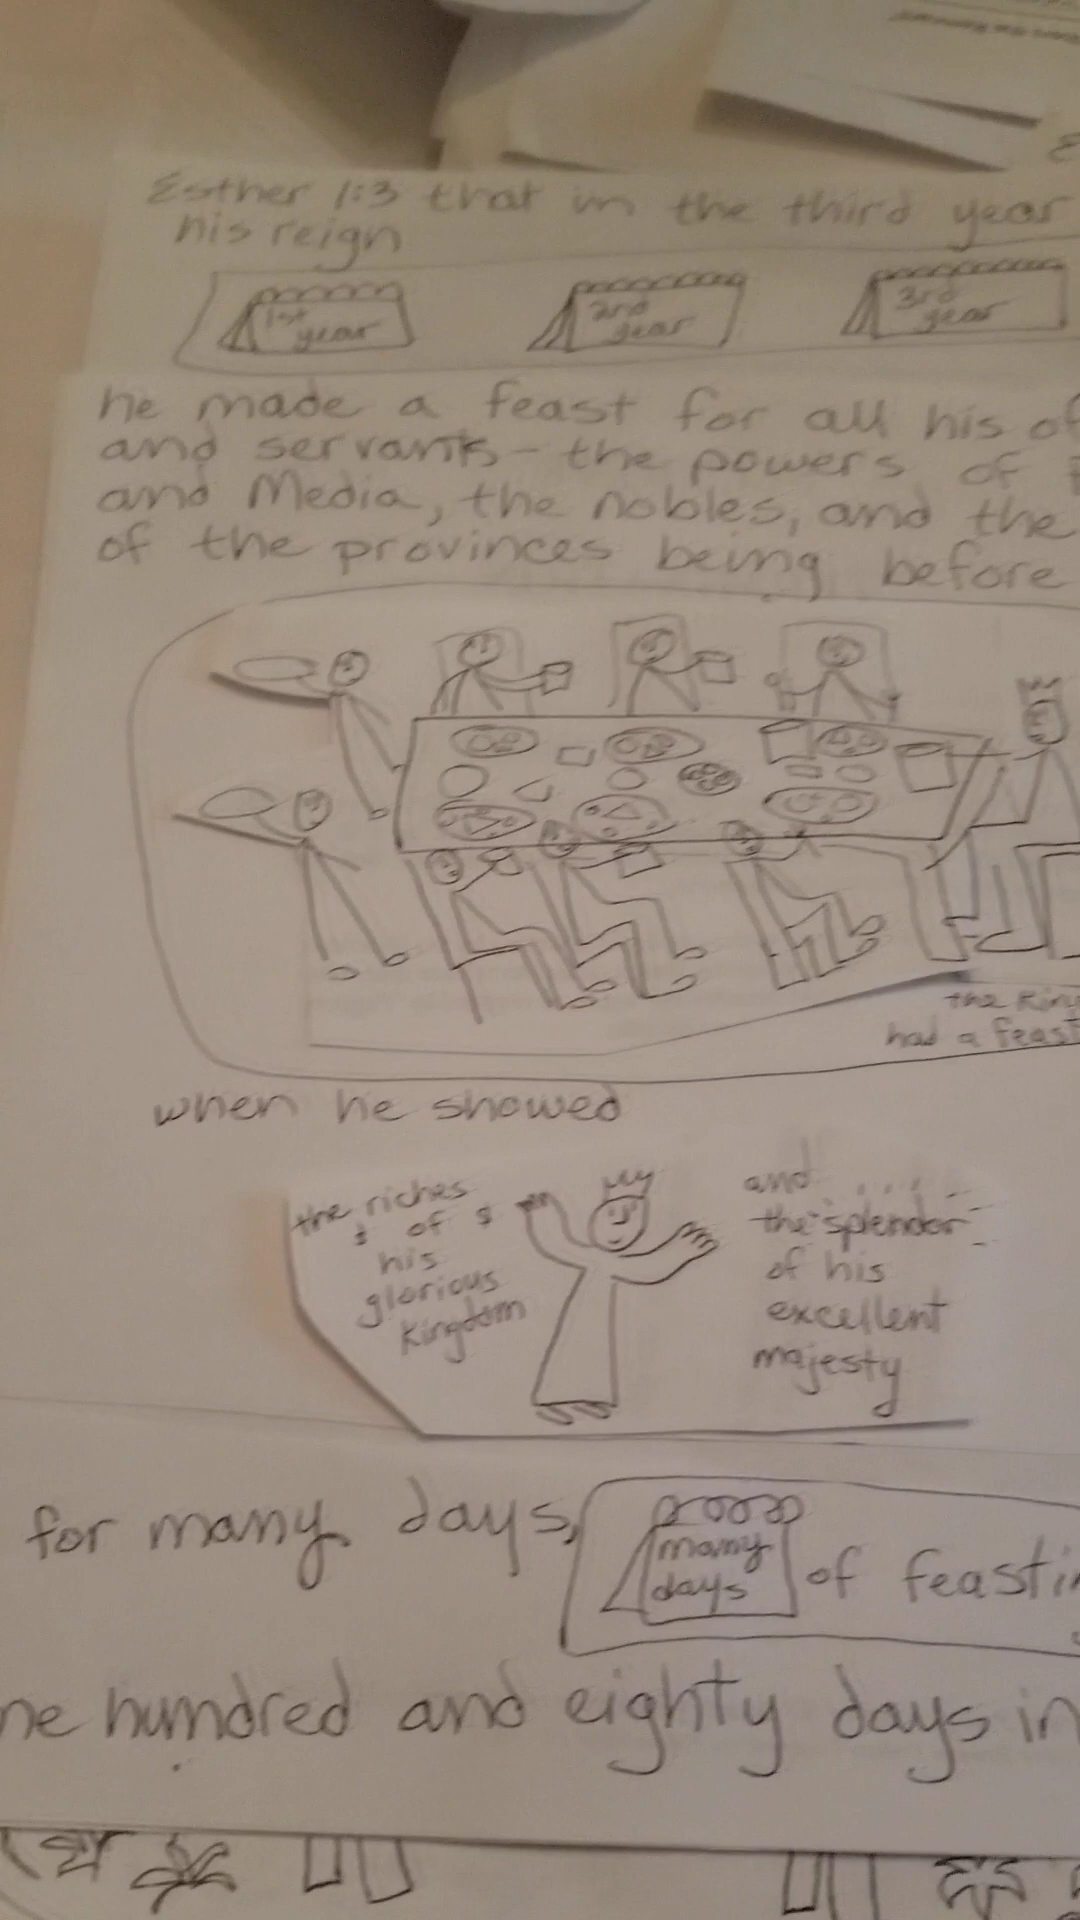 Esther 1:3 that in the third year
his reign
1st
year
2nd
year
3rd
year
he made a feast for all his
and servants - the powers of
and Media, the nobles, and the
of the provinces being before
the King
had a feast
when he showed
the riches
$ of $
his
glorious
Kingdom
and
the splendor
of his
excellent
majesty
for many days,
many
days
of feasti
ne hundred and eighty days in